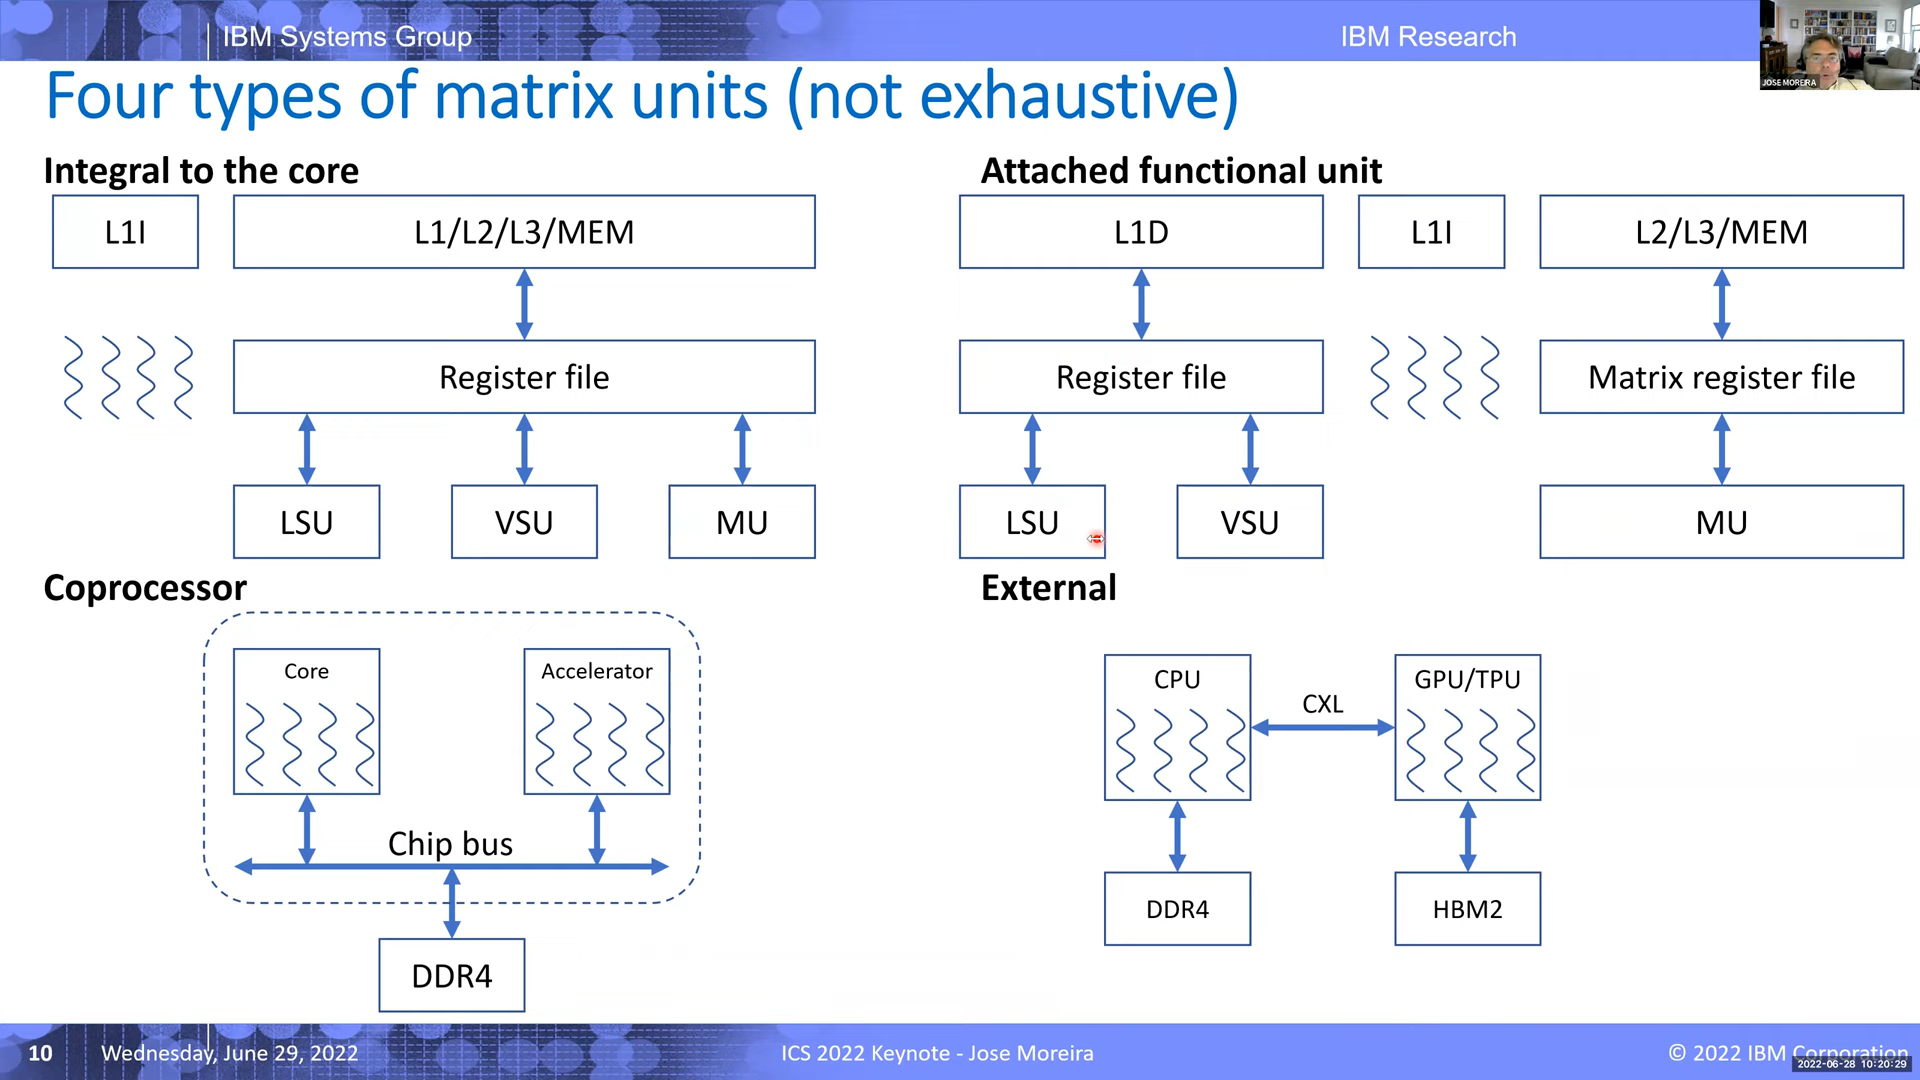 IBM Systems Group
IBM Research
JOSE MOREIRA
Four types of matrix units (not exhaustive)
Integral to the core
L1I
L1/L2/L3/MEM
Register file
LSU
VSU
MU
Attached functional unit
L1D
L1I
L2/L3/MEM
Register file
Matrix register file
LSU
VSU
MU
Coprocessor
Core
Accelerator
Chip bus
DDR4
External
CPU
CXL
GPU/TPU
DDR4
HBM2
10
Wednesday, June 29, 2022
ICS 2022 Keynote - Jose Moreira
© 2022 IBM Corporation
2022-06-28 10:20:29